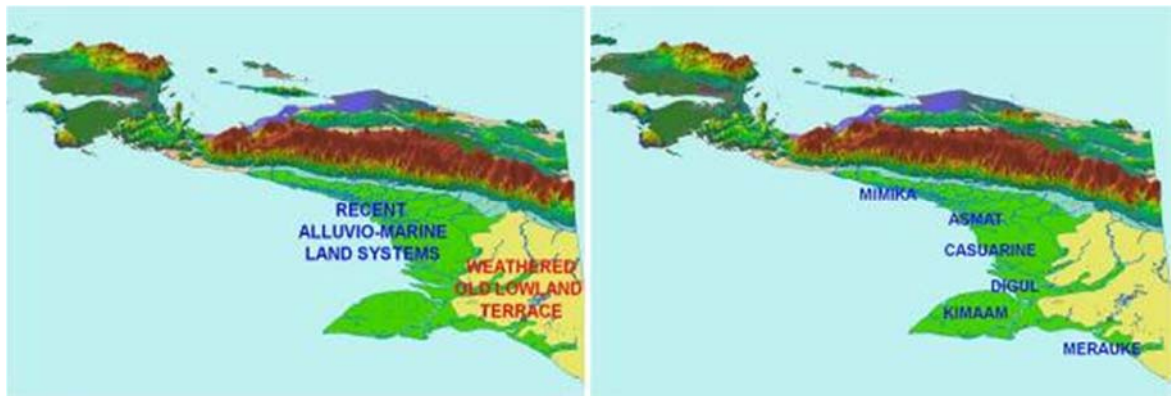 RECENT
ALLUVIO-MARINE
LAND SYSTEMS
WEATHERED
OLD LOWLAND
TERRACE
MIMIKA
ASMAT
CASUARINE
DIGUL
KIMAAM
MERAUKE